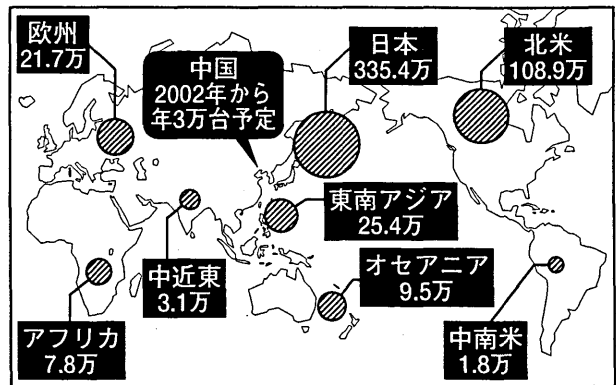 欧州
21.7万
中国
2002年から
年3万台予定
日本
335.4万
北米
108.9万
東南アジア
25.4万
中近東
3.1万
オセアニア
9.5万
アフリカ
7.8万
中南米
1.8万